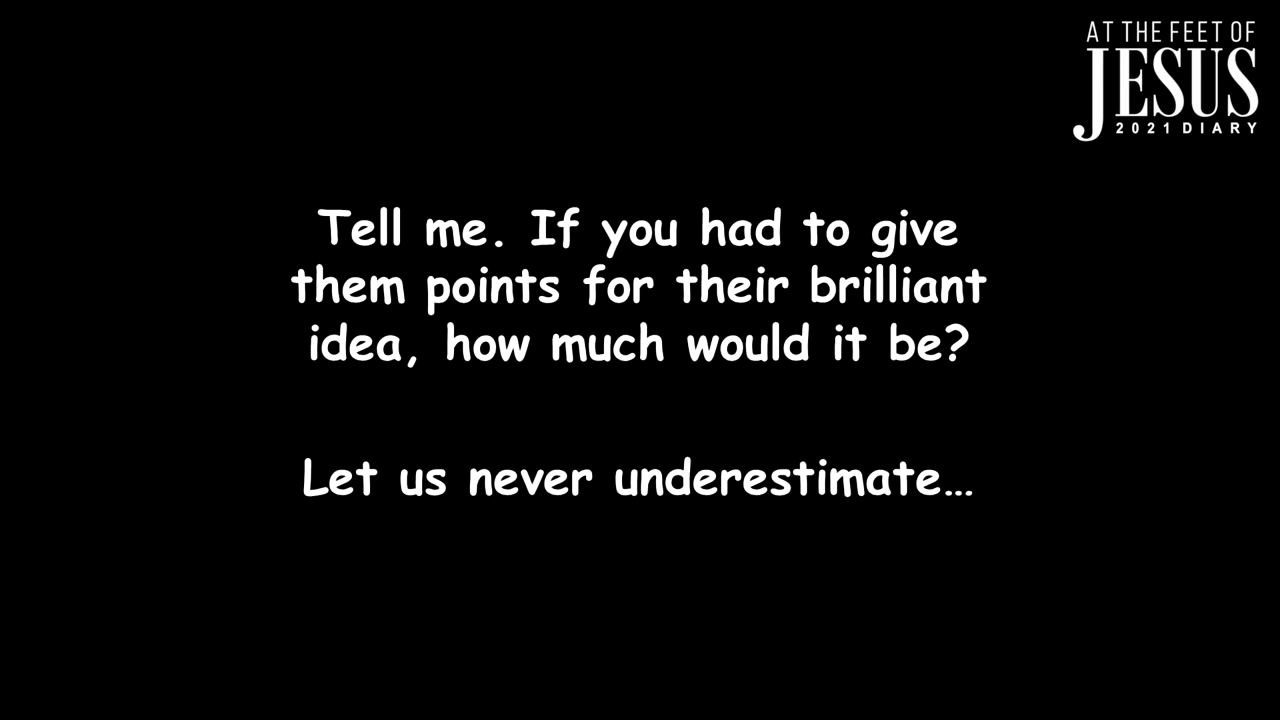 AT THE FEET OF
JESUS
2021 DIARY
Tell me. If you had to give
them points for their brilliant
idea, how much would it be?
Let us never underestimate...